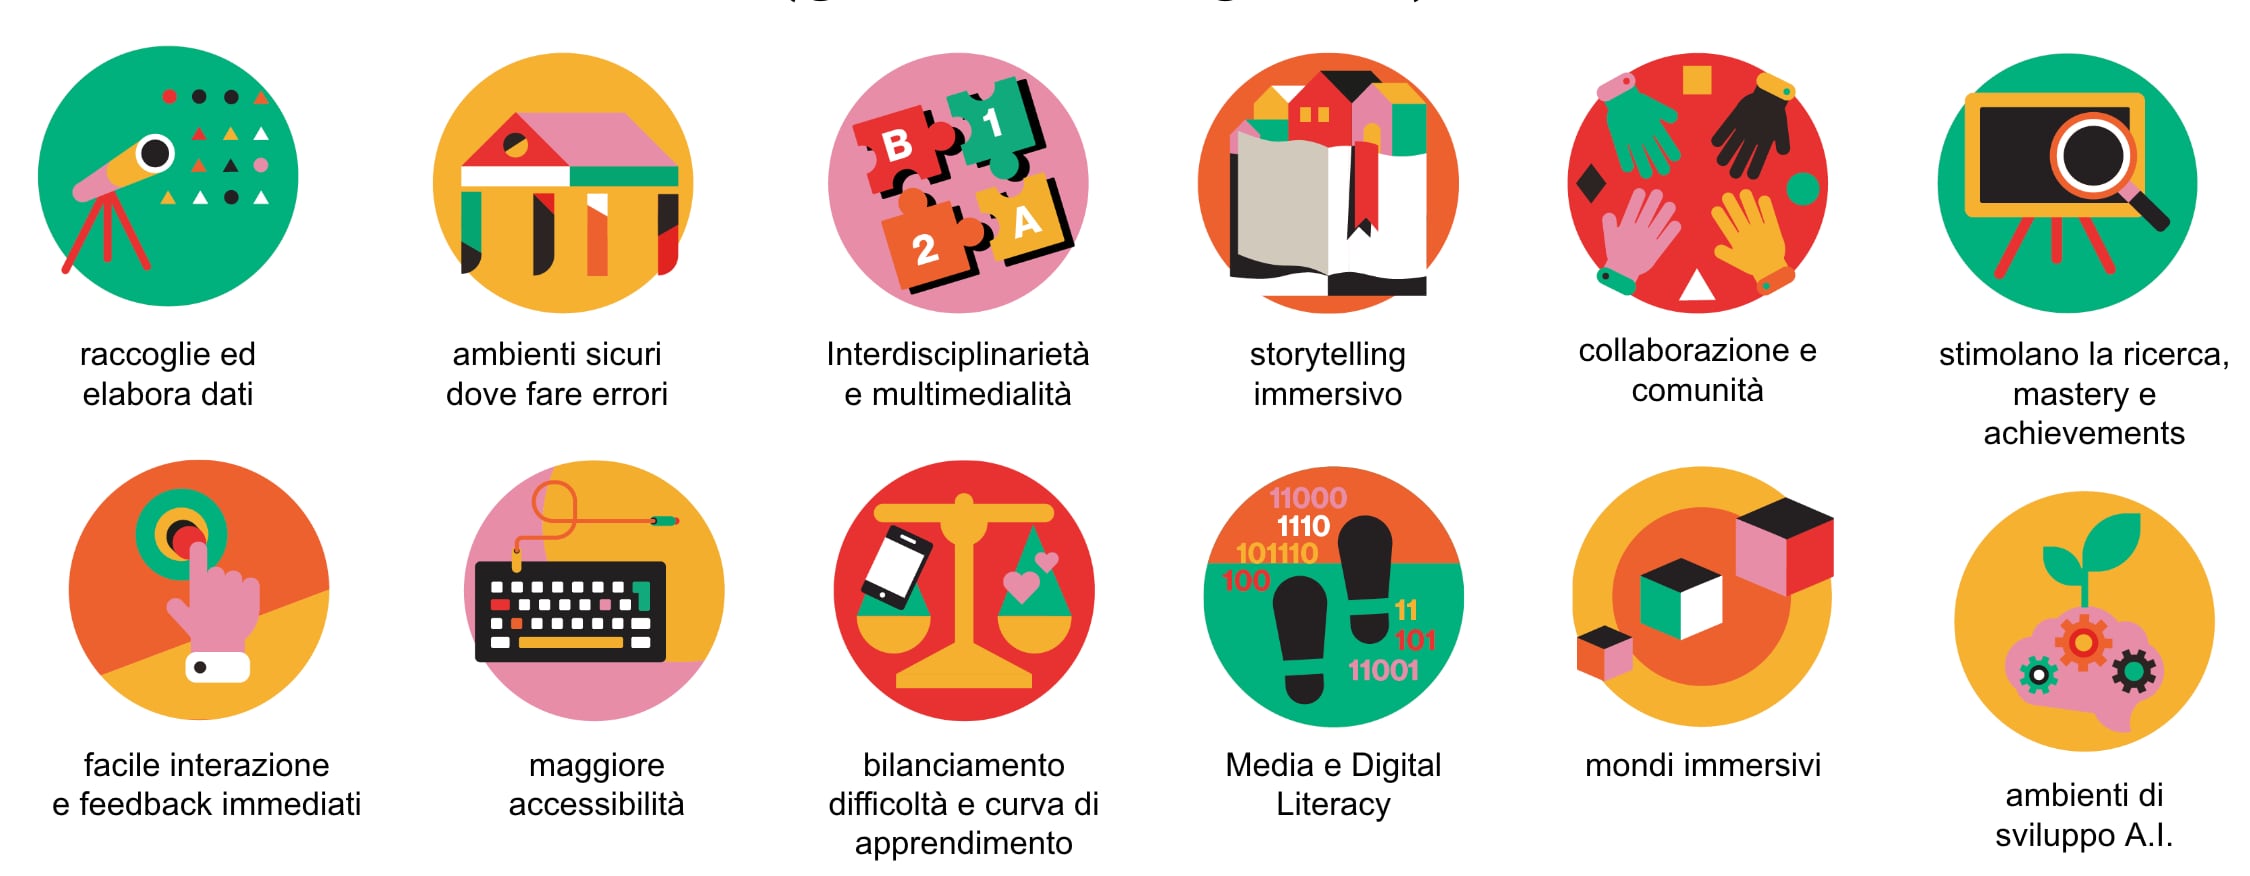 B
1
2
A
raccoglie ed
elabora dati
ambienti sicuri
dove fare errori
Interdisciplinarietà
e multimedialità
storytelling
immersivo
collaborazione e
comunità
stimolano la ricerca,
mastery e
achievements
11000
1110
101110
100
11
101
11001
facile interazione
e feedback immediati
maggiore
accessibilità
bilanciamento
difficoltà e curva di
apprendimento
Media e Digital
Literacy
mondi immersivi
ambienti di
sviluppo A.I.